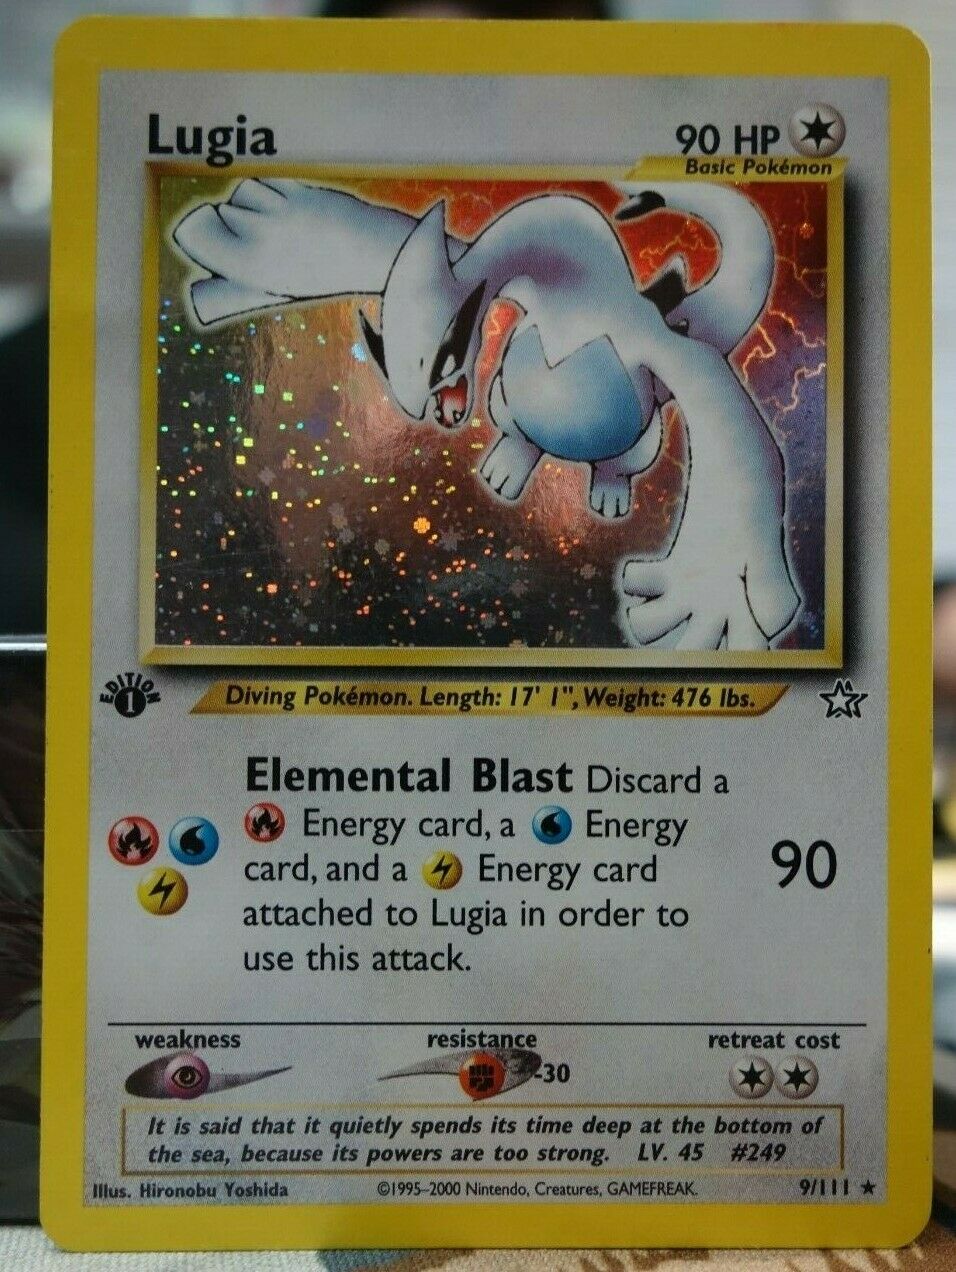 Lugia
90 HP
Basic Pokémon
EDITION
1
Diving Pokémon. Length: 17' 1", Weight: 476 lbs.
Elemental Blast Discard a
Energy card, a Energy
card, and a Energy card
attached to Lugia in order to
use this attack.
90
weakness
resistance
retreat cost
-30
It is said that it quietly spends its time deep at the bottom of
the sea, because its powers are too strong. LV. 45 #249
Illus. Hironobu Yoshida
©1995–2000 Nintendo, Creatures, GAMEFREAK.
9/111 ★